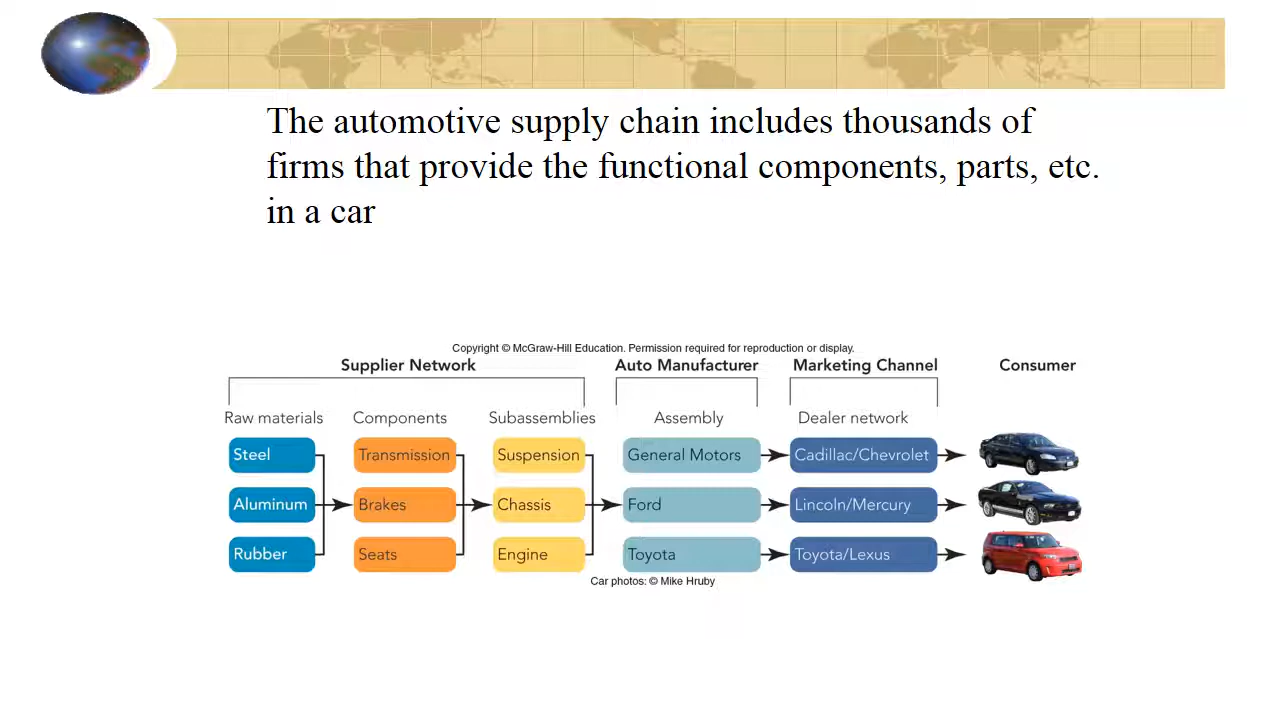 The automotive supply chain includes thousands of
firms that provide the functional components, parts, etc.
in a car
Copyright © McGraw-Hill Education. Permission required for reproduction or display.
Supplier Network Auto Manufacturer Marketing Channel Consumer
Raw materials Components Subassemblies Assembly Dealer network
Steel Transmission Suspension General Motors Cadillac/Chevrolet
Aluminum Brakes Chassis Ford Lincoln/Mercury
Rubber Seats Engine Toyota Toyota/Lexus
Car photos: © Mike Hruby